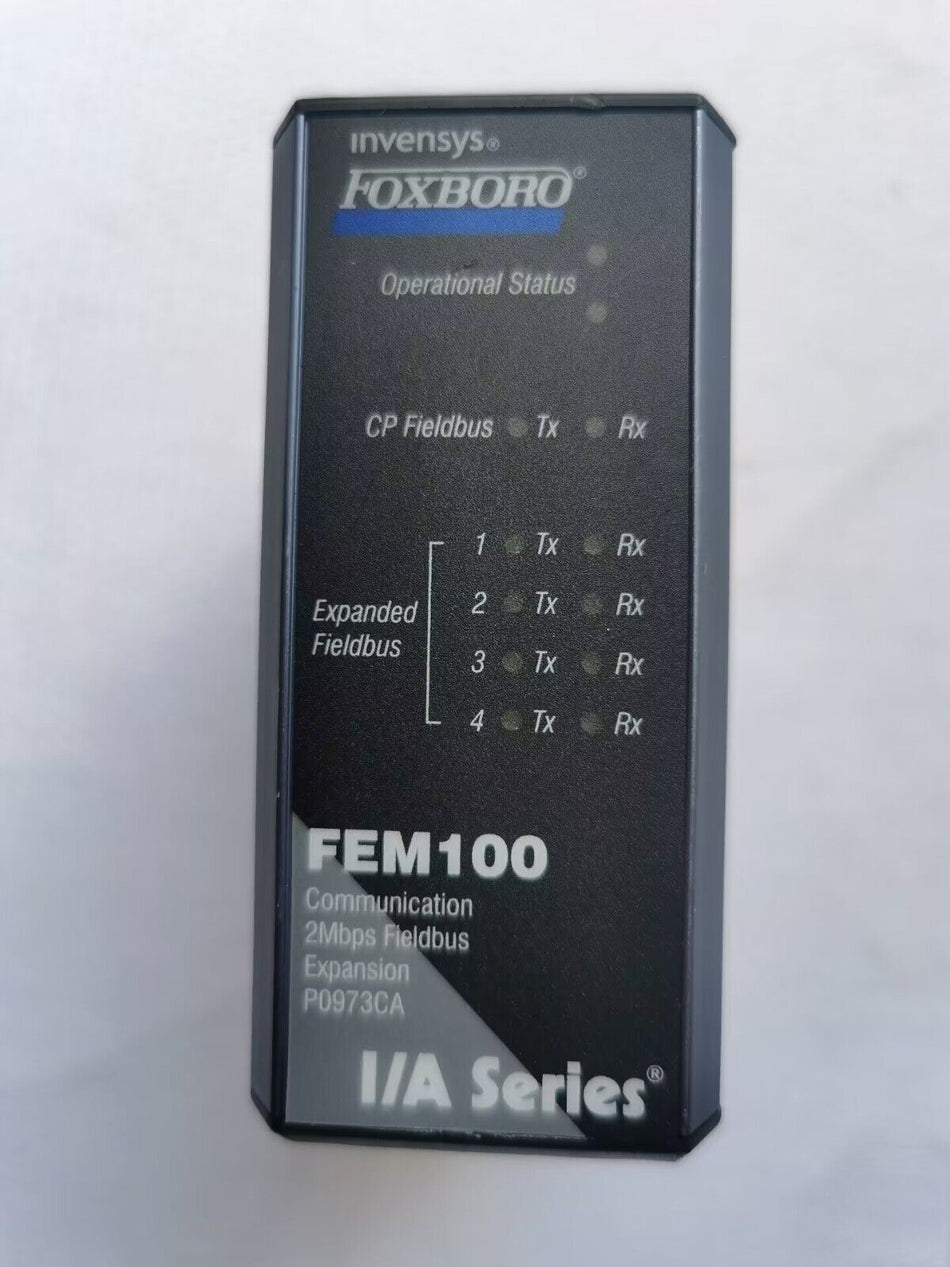 invensys®
FOXBORO®
Operational Status
CP Fieldbus Tx Rx
1 Tx Rx
2 Tx Rx
Expanded
Fieldbus
3 Tx Rx
4 Tx Rx
FEM100
Communication
2Mbps Fieldbus
Expansion
P0973CA
I/A Series®